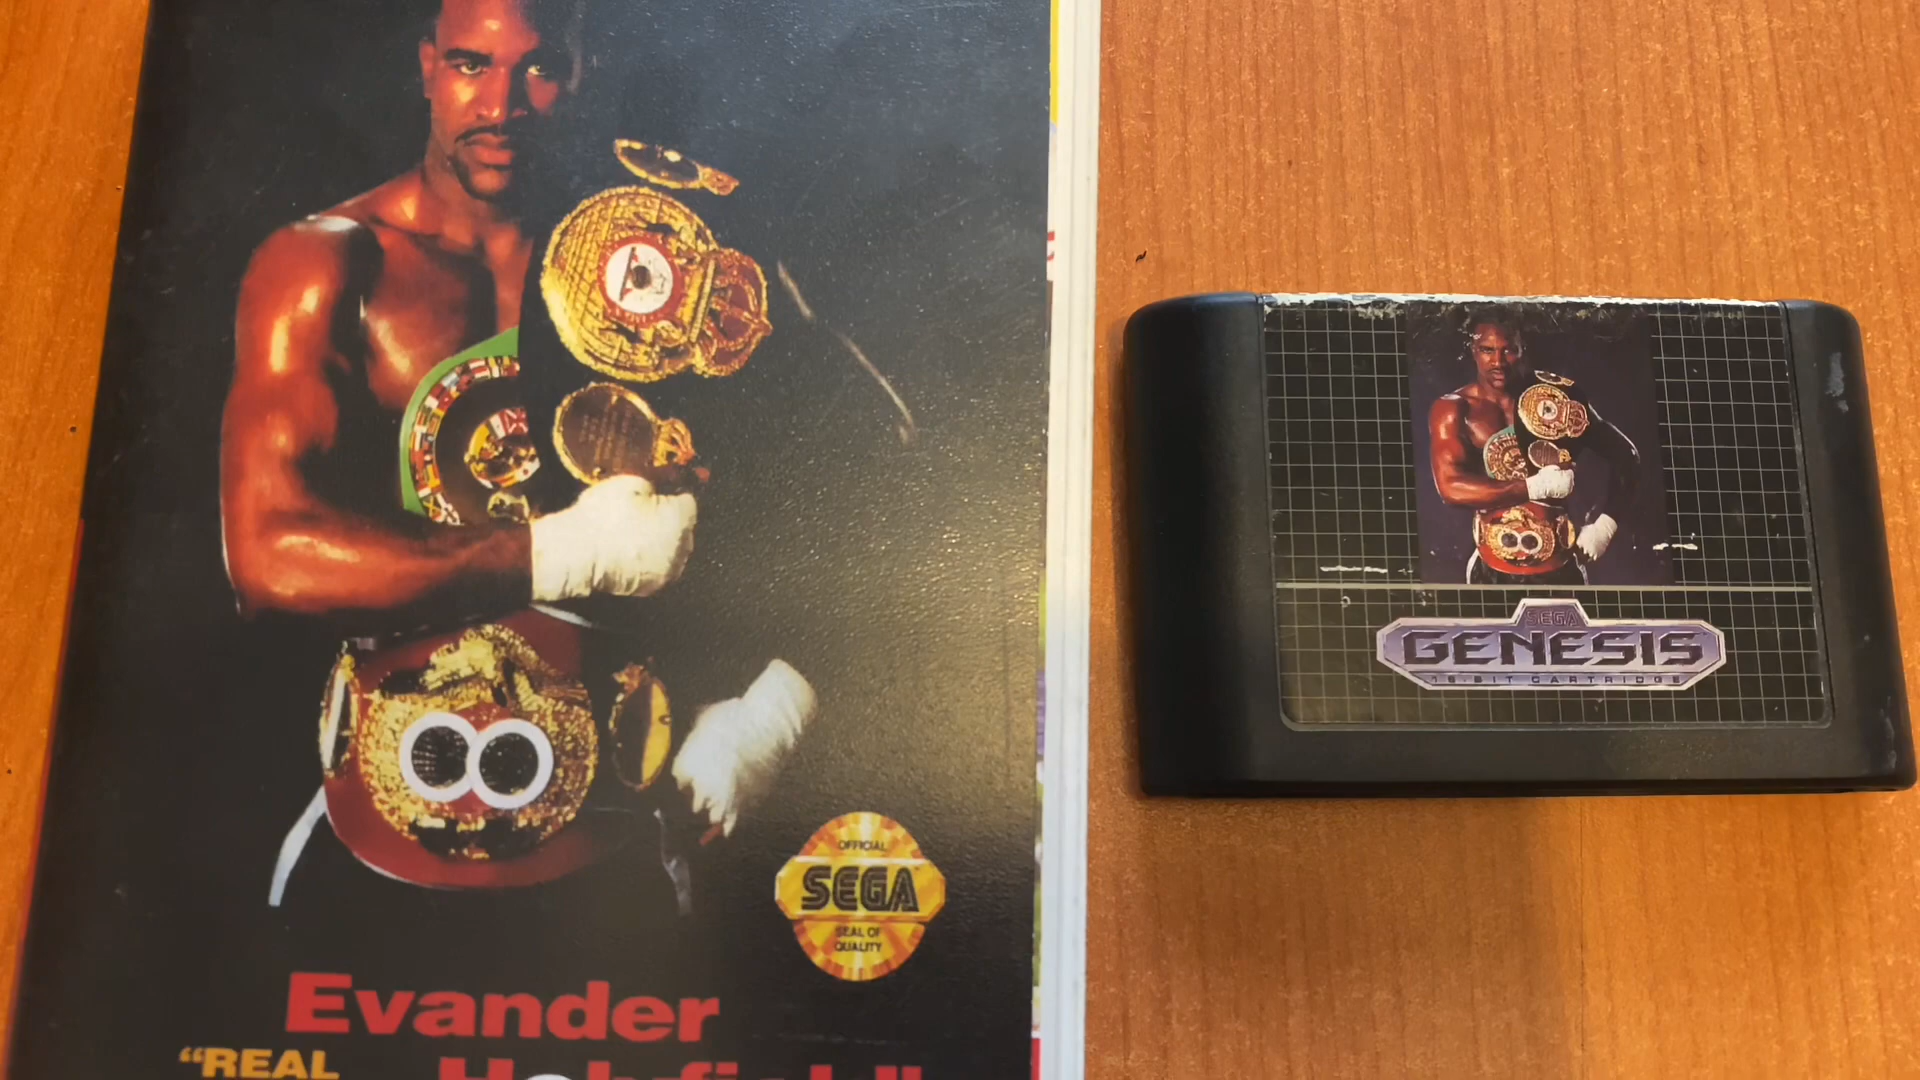 OFFICIAL
SEGA
SEAL OF
QUALITY
Evander
"REAL
SEGA
GENESIS
16-BIT CARTRIDGE